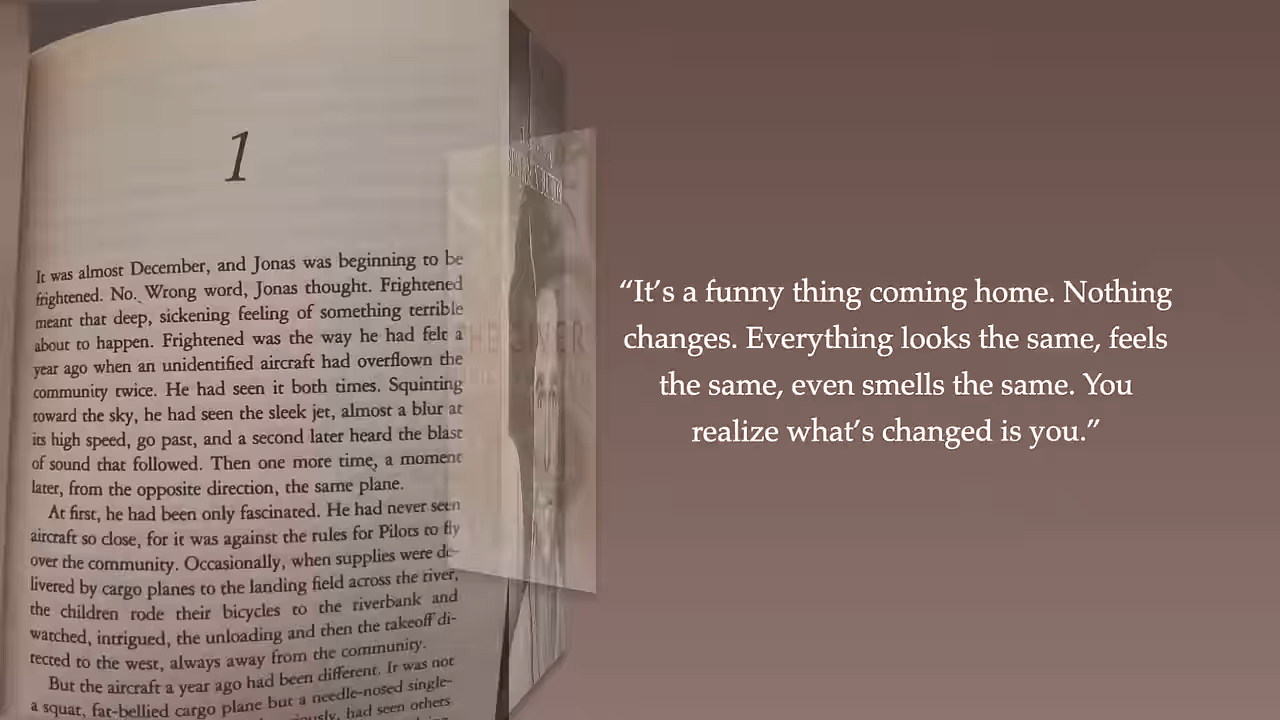 1
It was almost December, and Jonas was beginning to be
frightened. No. Wrong word, Jonas thought. Frightened
meant that deep, sickening feeling of something terrible
about to happen. Frightened was the way he had felt a
year ago when an unidentified aircraft had overflown the
community twice. He had seen it both times. Squinting
toward the sky, he had seen the sleek jet, almost a blur at
its high speed, go past, and a second later heard the blast
of sound that followed. Then one more time, a moment
later, from the opposite direction, the same plane.
At first, he had been only fascinated. He had never seen
aircraft so close, for it was against the rules for Pilots to fly
over the community. Occasionally, when supplies were de-
livered by cargo planes to the landing field across the river,
the children rode their bicycles to the riverbank and
watched, intrigued, the unloading and then the takeoff di-
rected to the west, always away from the community.
But the aircraft a year ago had been different. It was not
a squat, fat-bellied cargo plane but a needle-nosed single-
had seen others
THE GIVER
“It’s a funny thing coming home. Nothing
changes. Everything looks the same, feels
the same, even smells the same. You
realize what’s changed is you.”